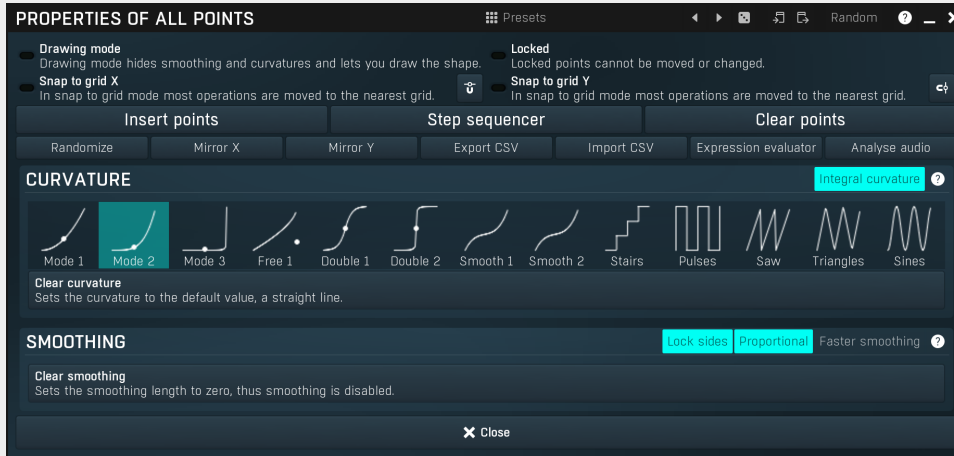 PROPERTIES OF ALL POINTS Presets Random ?
Drawing mode
Drawing mode hides smoothing and curvatures and lets you draw the shape.
Locked
Locked points cannot be moved or changed.
Snap to grid X
In snap to grid mode most operations are moved to the nearest grid.
Snap to grid Y
In snap to grid mode most operations are moved to the nearest grid.
Insert points Step sequencer Clear points
Randomize Mirror X Mirror Y Export CSV Import CSV Expression evaluator Analyse audio
CURVATURE Integral curvature ?
Mode 1 Mode 2 Mode 3 Free 1 Double 1 Double 2 Smooth 1 Smooth 2 Stairs Pulses Saw Triangles Sines
Clear curvature
Sets the curvature to the default value, a straight line.
SMOOTHING Lock sides Proportional Faster smoothing ?
Clear smoothing
Sets the smoothing length to zero, thus smoothing is disabled.
Close